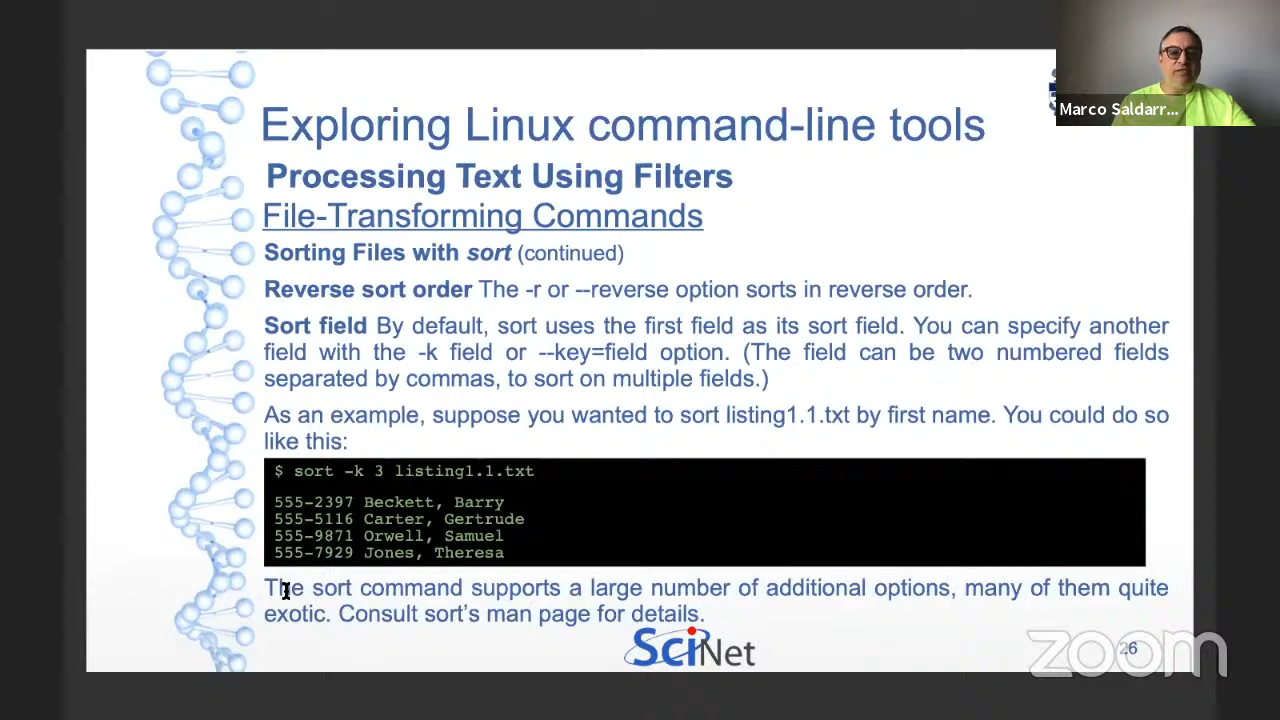 Marco Saldarr...
Exploring Linux command-line tools
Processing Text Using Filters
File-Transforming Commands
Sorting Files with sort (continued)
Reverse sort order The -r or --reverse option sorts in reverse order.
Sort field By default, sort uses the first field as its sort field. You can specify another
field with the -k field or --key=field option. (The field can be two numbered fields
separated by commas, to sort on multiple fields.)
As an example, suppose you wanted to sort listing1.1.txt by first name. You could do so
like this:
$ sort -k 3 listing1.1.txt
555-2397 Beckett, Barry
555-5116 Carter, Gertrude
555-9871 Orwell, Samuel
555-7929 Jones, Theresa
The sort command supports a large number of additional options, many of them quite
exotic. Consult sort's man page for details.
SciNet
zoom
26